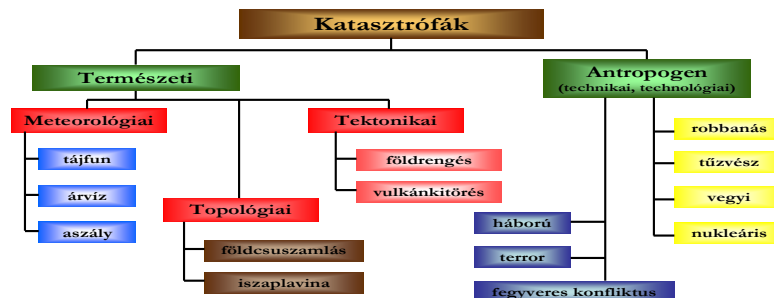 Katasztrófák
Természeti
Antropogen
(technikai, technológiai)
Meteorológiai
tájfun
árvíz
aszály
Topológiai
földcsuszamlás
iszaplavina
Tektonikai
földrengés
vulkánkitörés
háború
terror
fegyveres konfliktus
robbanás
tűzvész
vegyi
nukleáris